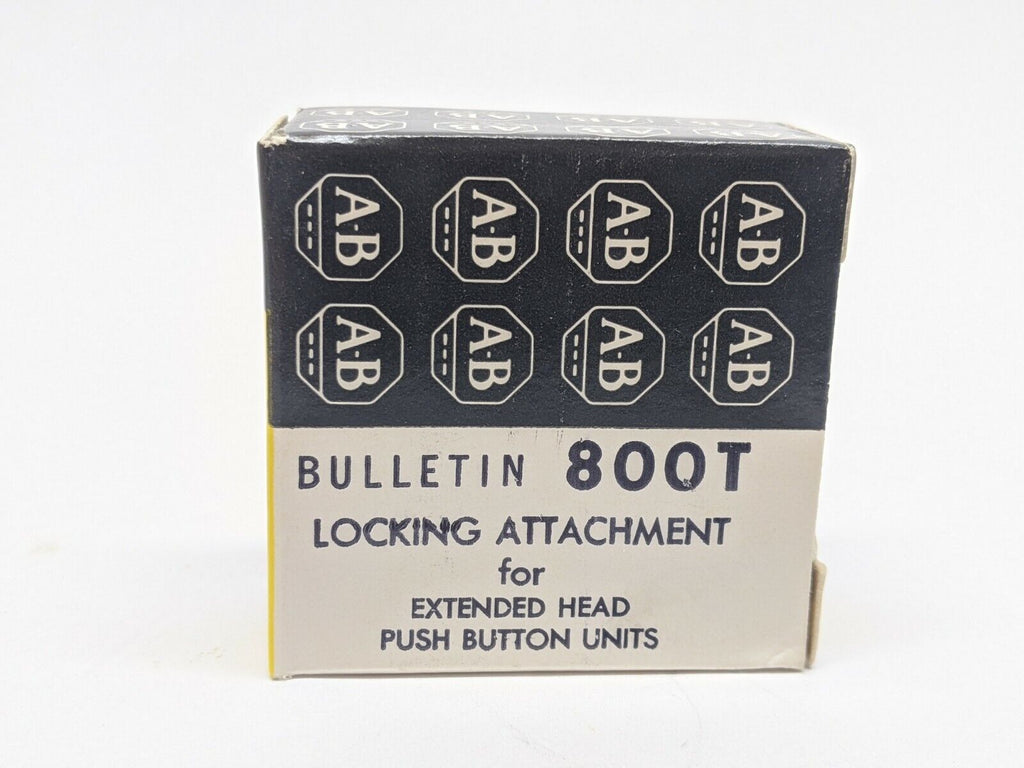 A-B A-B A-B A-B
A-B A-B A-B A-B
A-B A-B A-B A-B
BULLETIN 800T
LOCKING ATTACHMENT
for
EXTENDED HEAD
PUSH BUTTON UNITS